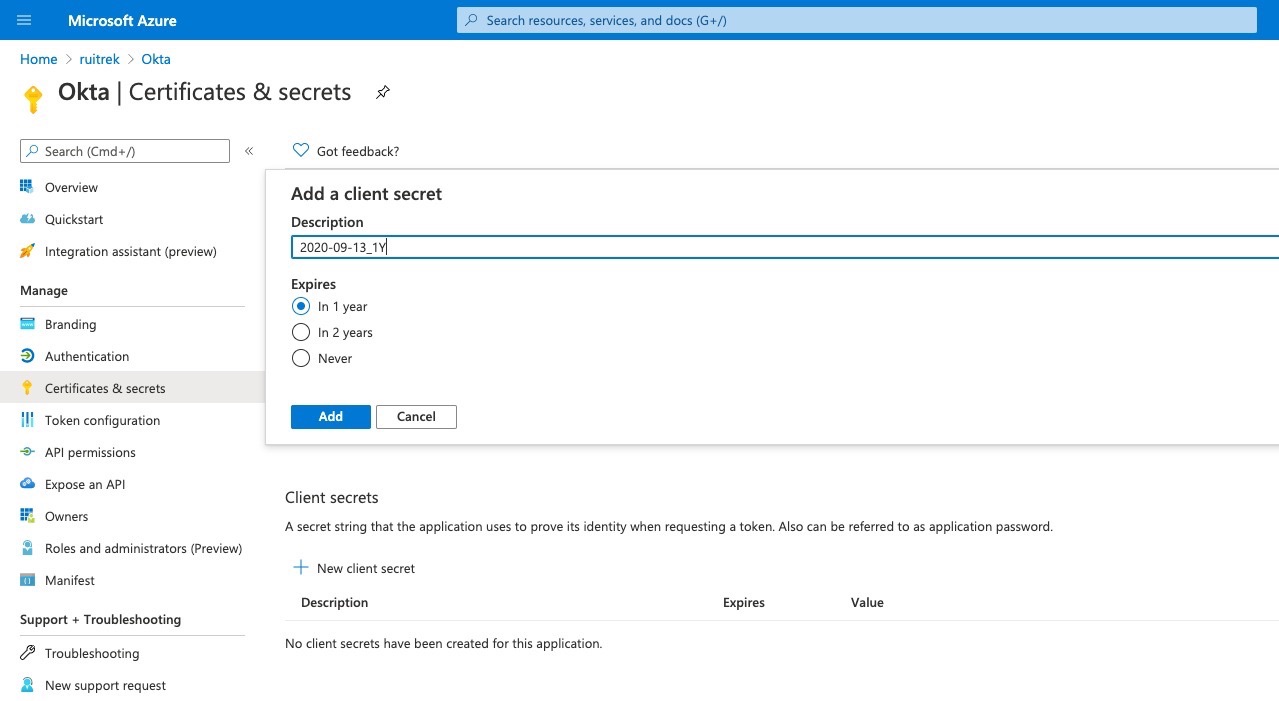 Microsoft Azure
Search resources, services, and docs (G+/)
Home > ruitrek > Okta
Okta | Certificates & secrets
Search (Cmd+/)
«
Got feedback?
Overview
Quickstart
Integration assistant (preview)
Manage
Branding
Authentication
Certificates & secrets
Token configuration
API permissions
Expose an API
Owners
Roles and administrators (Preview)
Manifest
Support + Troubleshooting
Troubleshooting
New support request
Add a client secret
Description
2020-09-13_1Y
Expires
In 1 year
In 2 years
Never
Add Cancel
Client secrets
A secret string that the application uses to prove its identity when requesting a token. Also can be referred to as application password.
New client secret
Description Expires Value
No client secrets have been created for this application.